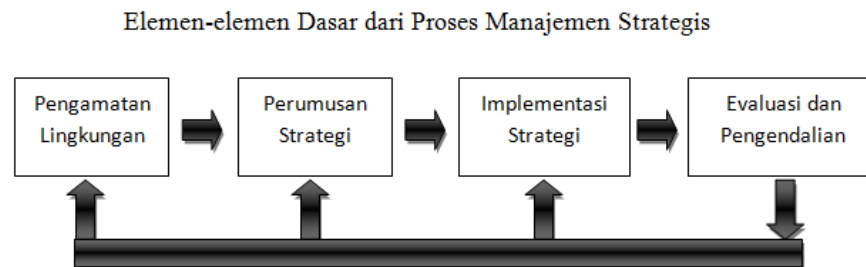 Elemen-elemen Dasar dari Proses Manajemen Strategis
Pengamatan
Lingkungan
Perumusan
Strategi
Implementasi
Strategi
Evaluasi dan
Pengendalian